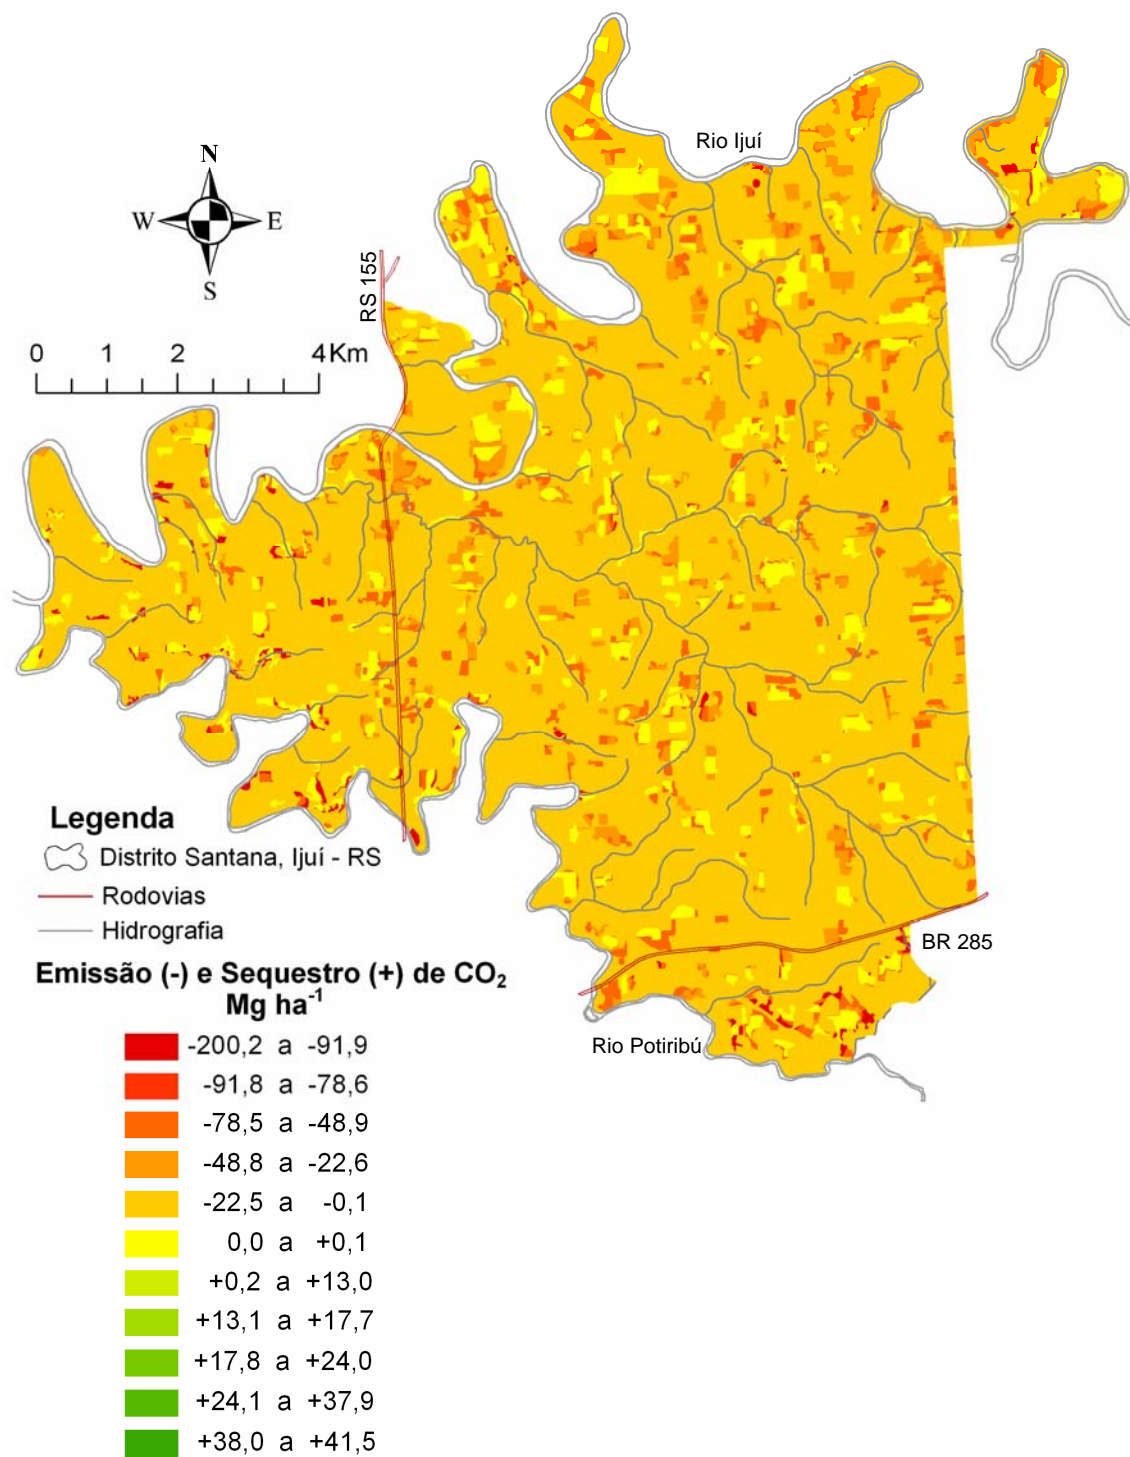 Rio Ijuí
N
W E
S
RS 155
0 1 2 4Km
Legenda
Distrito Santana, Ijuí - RS
Rodovias
Hidrografia
BR 285
Emissão (-) e Sequestro (+) de CO₂
Mg ha⁻¹
Rio Potiribú
-200,2 a -91,9
-91,8 a -78,6
-78,5 a -48,9
-48,8 a -22,6
-22,5 a -0,1
0,0 a +0,1
+0,2 a +13,0
+13,1 a +17,7
+17,8 a +24,0
+24,1 a +37,9
+38,0 a +41,5